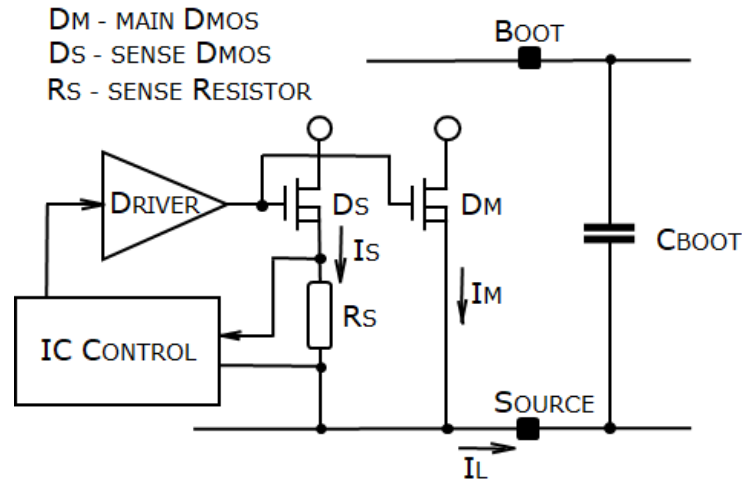 DM - MAIN DMOS
DS - SENSE DMOS
RS - SENSE RESISTOR
BOOT
DRIVER
DS
DM
CBOOT
IS
IM
RS
IC CONTROL
SOURCE
IL